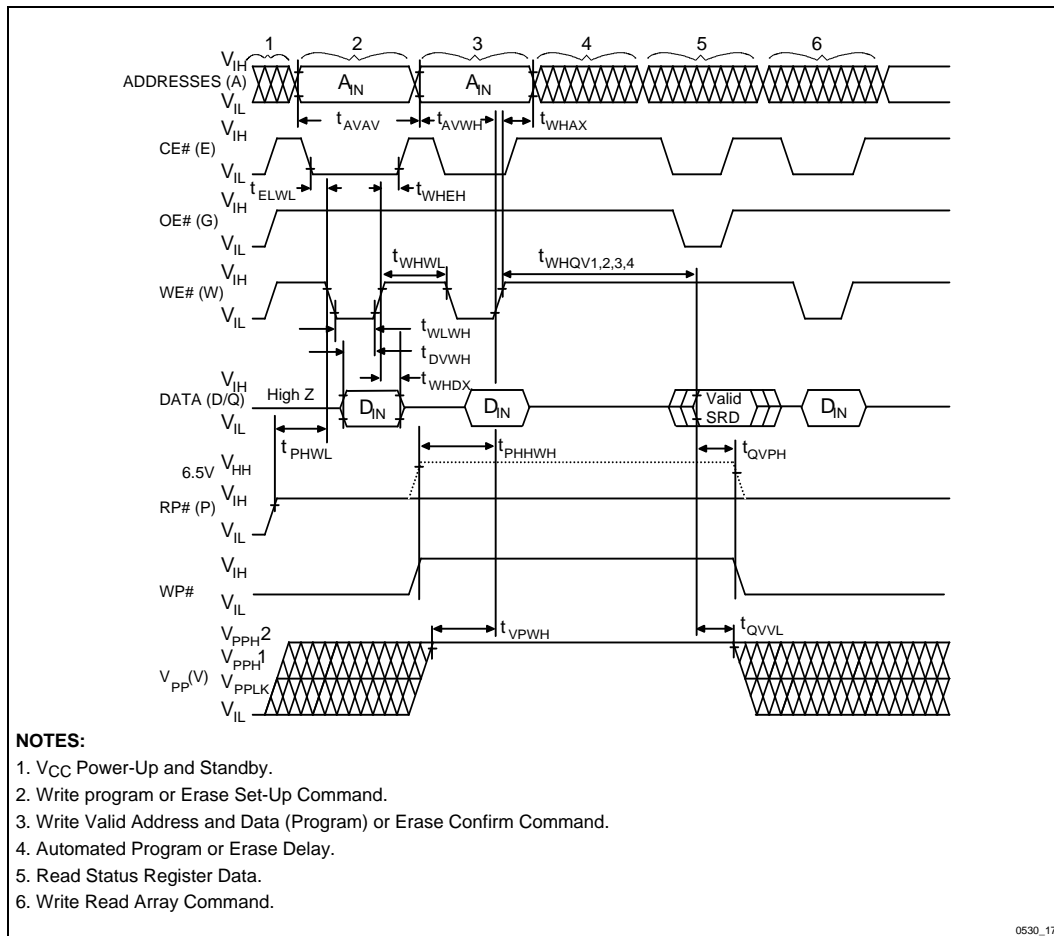 1 2 3 4 5 6
VIH
ADDRESSES (A) AIN AIN
VIL
tAVAV tAVWH tWHAX
VIH
CE# (E)
VIL
tELWL tWHEH
VIH
OE# (G)
VIL
tWHWL tWHQV1,2,3,4
VIH
WE# (W)
VIL
tWLWH
tDVWH
tWHDX
VIH
High Z
DATA (D/Q) DIN DIN Valid SRD DIN
VIL
tPHWL tPHHWH tQVPH
6.5V VHH
VIH
RP# (P)
VIL
VIH
WP#
VIL
tVPWH tQVVL
VPPH2
VPPH1
VPP(V) VPPLK
VIL
NOTES:
1. VCC Power-Up and Standby.
2. Write program or Erase Set-Up Command.
3. Write Valid Address and Data (Program) or Erase Confirm Command.
4. Automated Program or Erase Delay.
5. Read Status Register Data.
6. Write Read Array Command.
0530_17